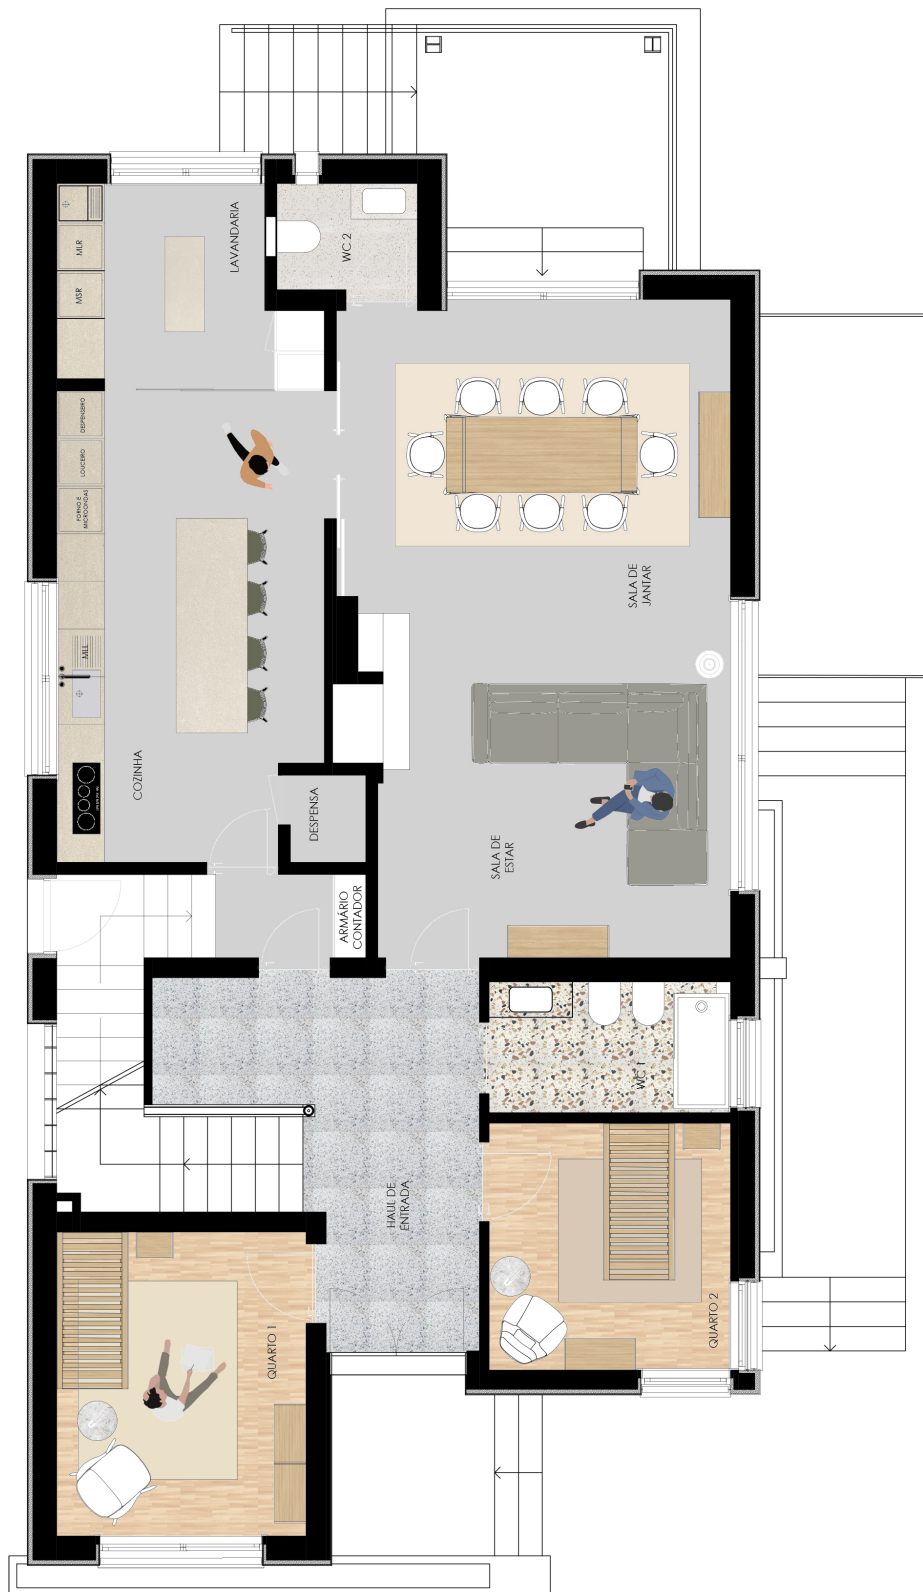 LAVANDARIA
WC 2
MLR
MSR
DESPENSEIRO
LOUCEIRO
FORNO E
MICROONDAS
MLL
COZINHA
SALA DE
JANTAR
DESPENSA
SALA DE
ESTAR
ARMÁRIO
CONTADOR
WC 1
HAUL DE
ENTRADA
QUARTO 1
QUARTO 2